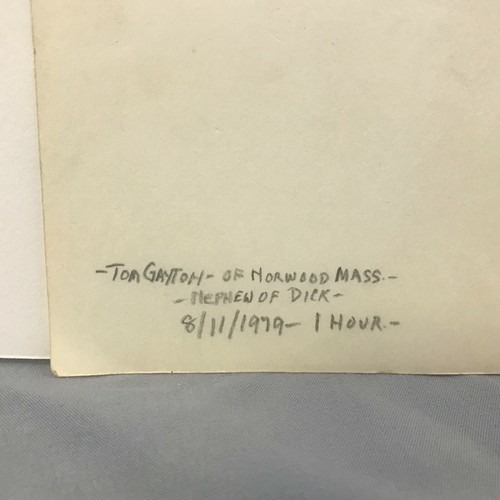 -TOM GAYTON- OF NORWOOD MASS.-
-NEPHEW OF DICK-
8/11/1979- 1 HOUR.-